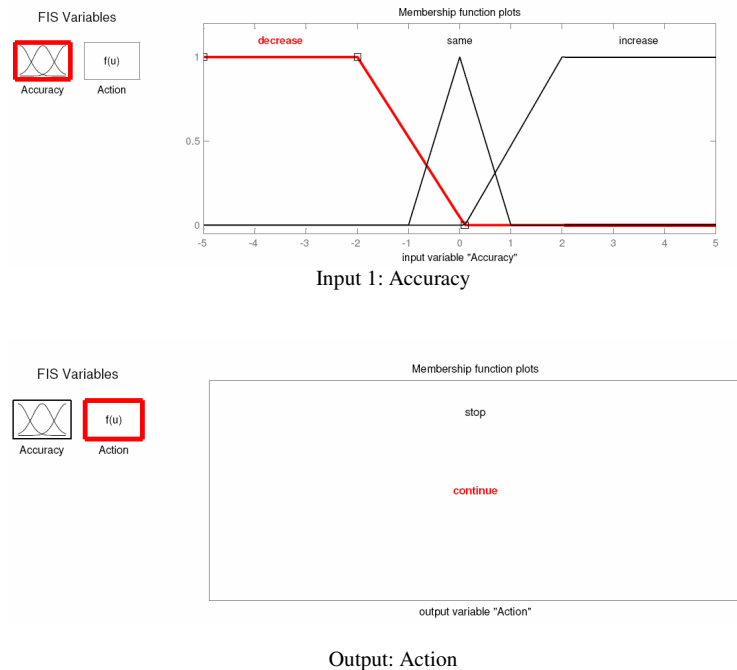 FIS Variables
f(u)
Accuracy
Action
Membership function plots
decrease
same
increase
1
0.5
0
-5
-4
-3
-2
-1
0
1
2
3
4
5
input variable "Accuracy"
Input 1: Accuracy
FIS Variables
f(u)
Accuracy
Action
Membership function plots
stop
continue
output variable "Action"
Output: Action